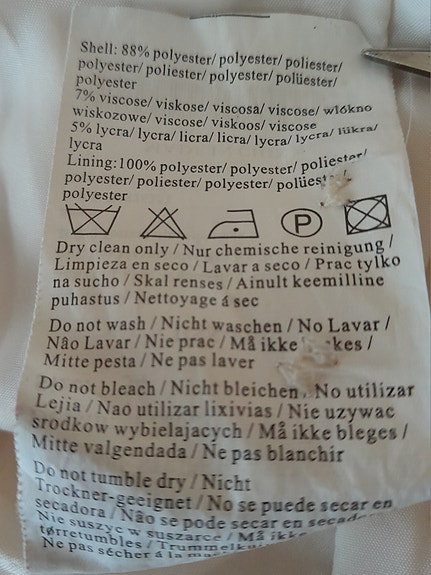 Shell: 88% polyester/ polyester/ poliester/
polyester/ poliester/ polyester/ polüester/
polyester
7% viscose/ viskose/ viscosa/ viscose/ wlókno
wiskozowe/ viscose/ viskoos/ viscose
5% lycra/ lycra/ licra/ licra/ lycra/ lycra/ lükra/
lycra
Lining:100% polyester/ polyester/ poliester/
polyester/ poliester/ polyester/
polyester
P
Dry clean only / Nur chemische reinigung /
Limpieza en seco / Lavar a seco / Prac tylko
na sucho / Skal renses / Ainult keemilline
puhastus / Nettoyage á sec
Do not wash / Nicht waschen / No Lavar /
Nâo Lavar / Nie prac / Må ikke /
Mitte pesta / Ne pas laver
Do not bleach / Nicht bleichen. No utilizar
Lejia / Nao utilizar lixivias / Nie uzywac
srodkow wybielajacych / Må ikke bleges /
Mitte valgendada / Ne pas blanchir
Do not tumble dry / Nicht
Trockner-geeignet / No se puede secar en
secadora / Nâo se pode secar en
Nie suszyc w suszarce / Må
tørretumbles /
Ne pas sécher á la